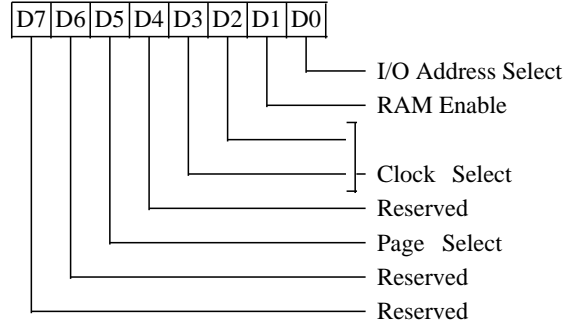 D7 D6 D5 D4 D3 D2 D1 D0
I/O Address Select
RAM Enable
Clock Select
Reserved
Page Select
Reserved
Reserved